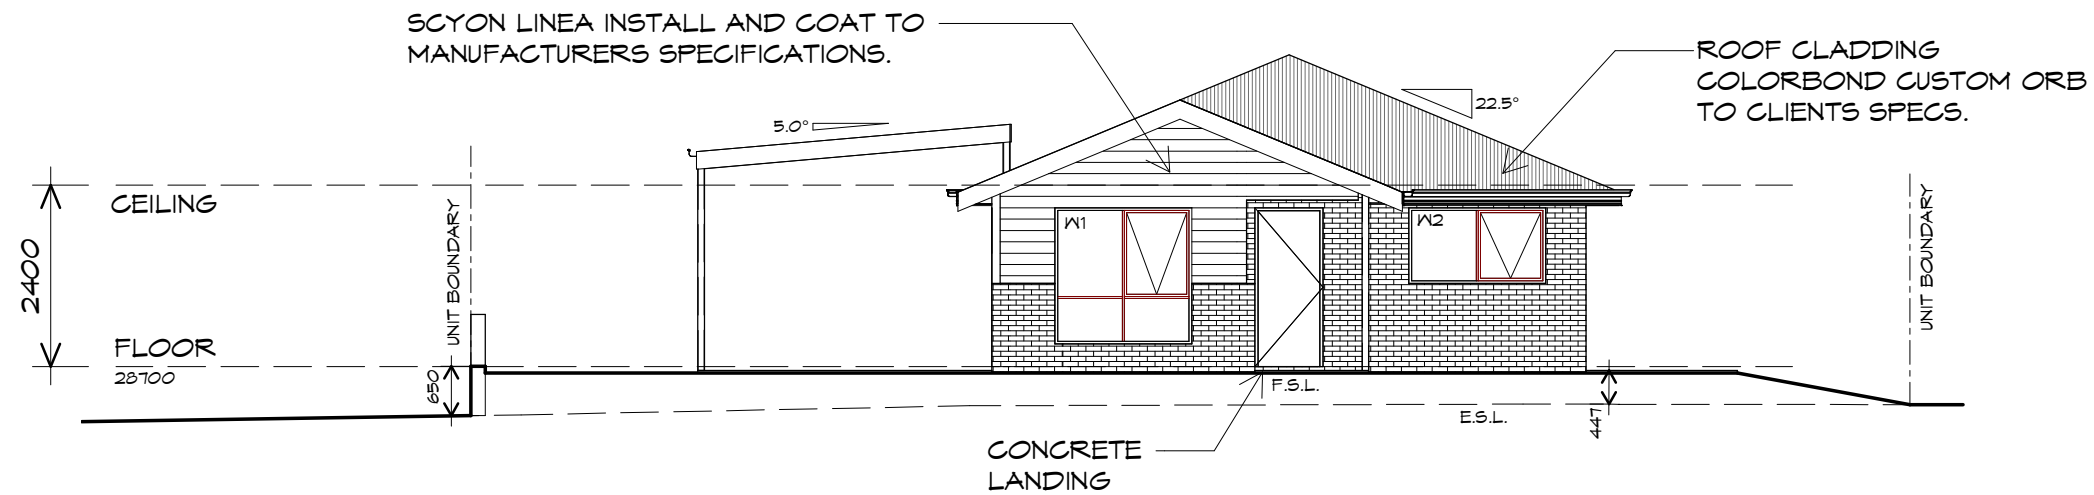 SCYON LINEA INSTALL AND COAT TO
MANUFACTURERS SPECIFICATIONS.
ROOF CLADDING
COLORBOND CUSTOM ORB
TO CLIENTS SPECS.
22.5°
5.0°
CEILING
2400
UNIT BOUNDARY
W1
W2
UNIT BOUNDARY
FLOOR
28700
650
F.S.L.
E.S.L.
447
CONCRETE
LANDING